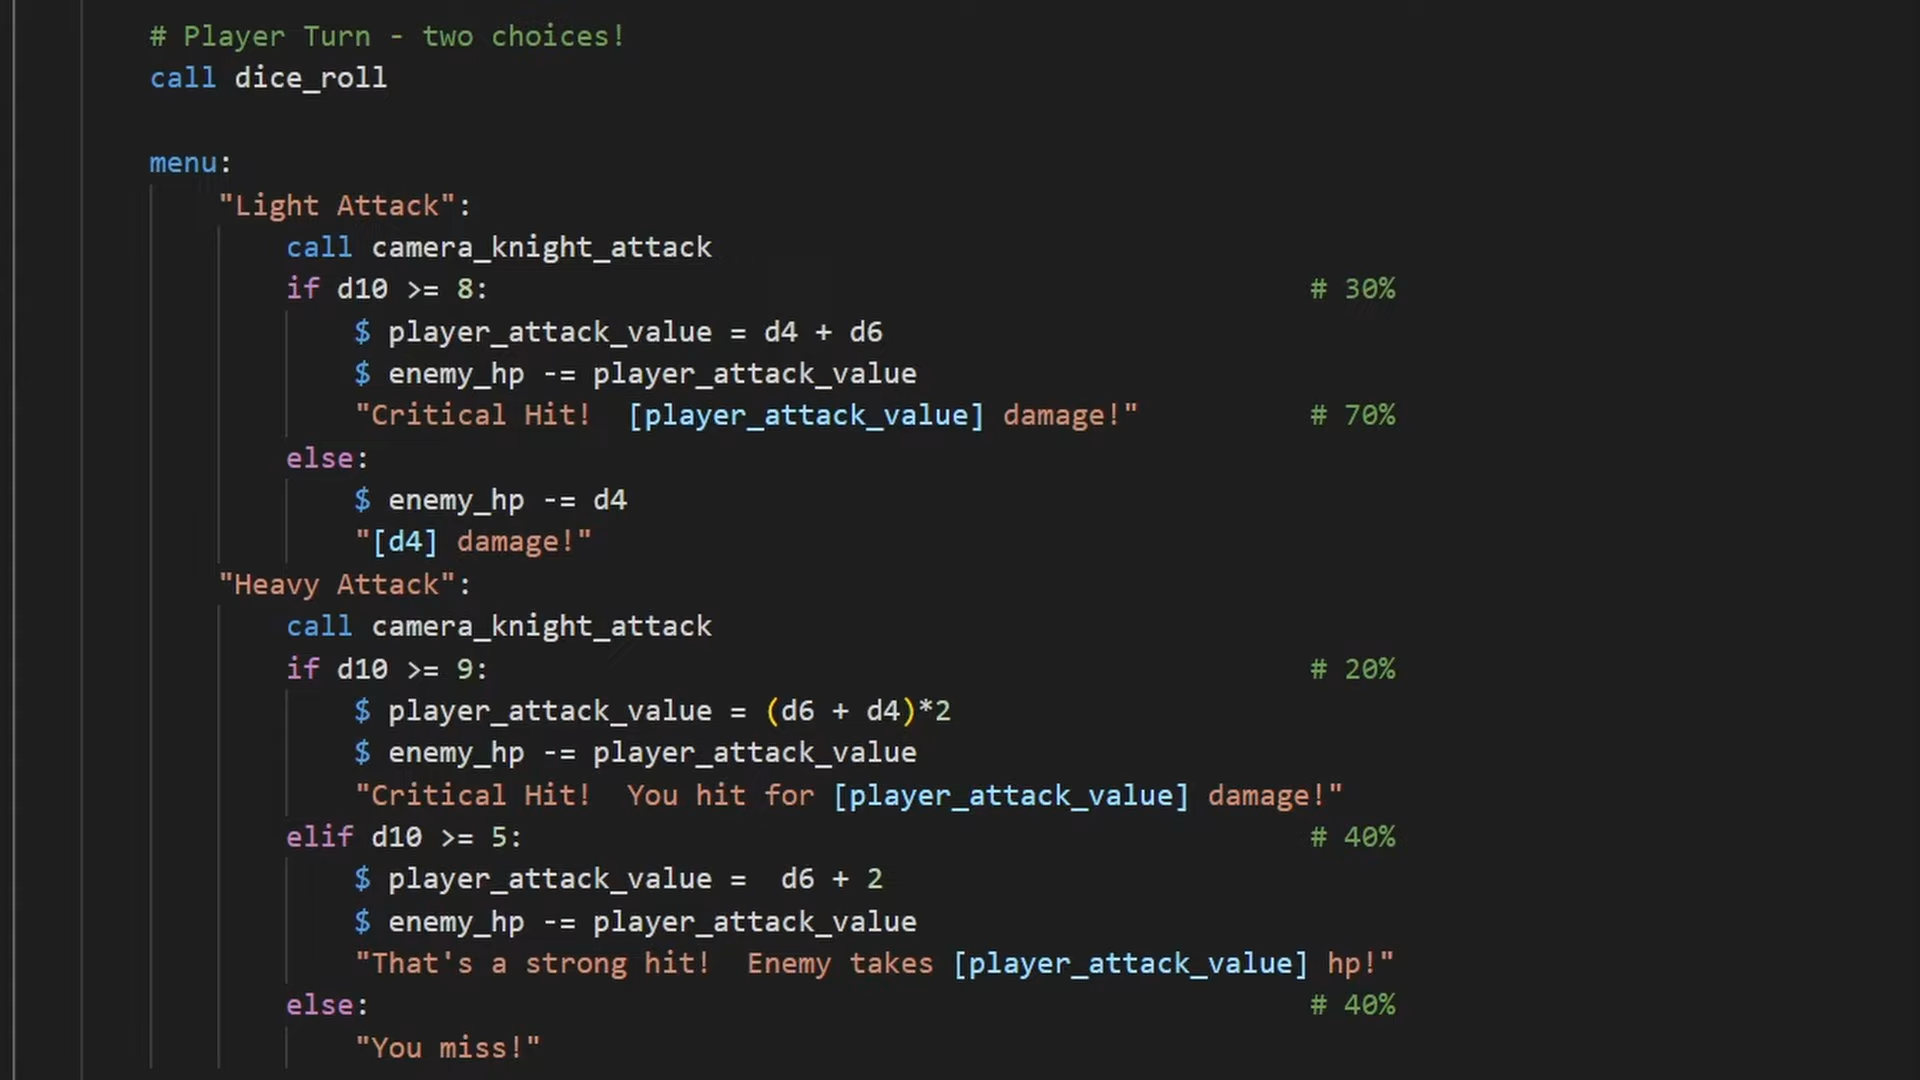 # Player Turn - two choices!
call dice_roll
menu:
"Light Attack":
call camera_knight_attack
if d10 >= 8: # 30%
$ player_attack_value = d4 + d6
$ enemy_hp -= player_attack_value
"Critical Hit!  [player_attack_value] damage!" # 70%
else:
$ enemy_hp -= d4
"[d4] damage!"
"Heavy Attack":
call camera_knight_attack
if d10 >= 9: # 20%
$ player_attack_value = (d6 + d4)*2
$ enemy_hp -= player_attack_value
"Critical Hit!  You hit for [player_attack_value] damage!"
elif d10 >= 5: # 40%
$ player_attack_value =  d6 + 2
$ enemy_hp -= player_attack_value
"That's a strong hit!  Enemy takes [player_attack_value] hp!"
else: # 40%
"You miss!"